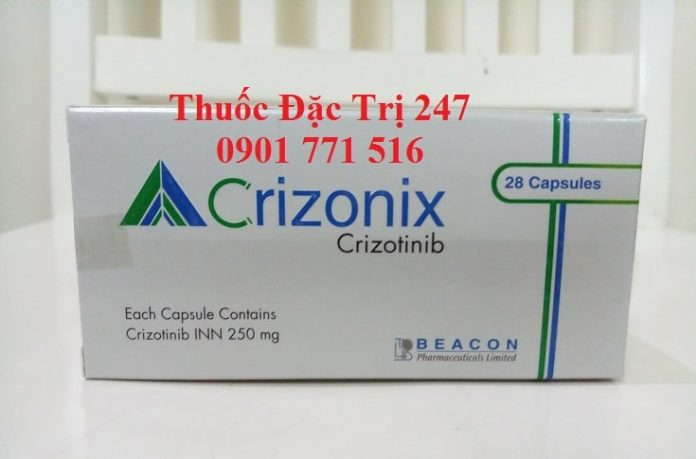 Thuốc Đặc Trị 247
0901 771 516
28 Capsules
Crizonix
Crizotinib
Each Capsule Contains
Crizotinib INN 250 mg
BEACON
Pharmaceuticals Limited